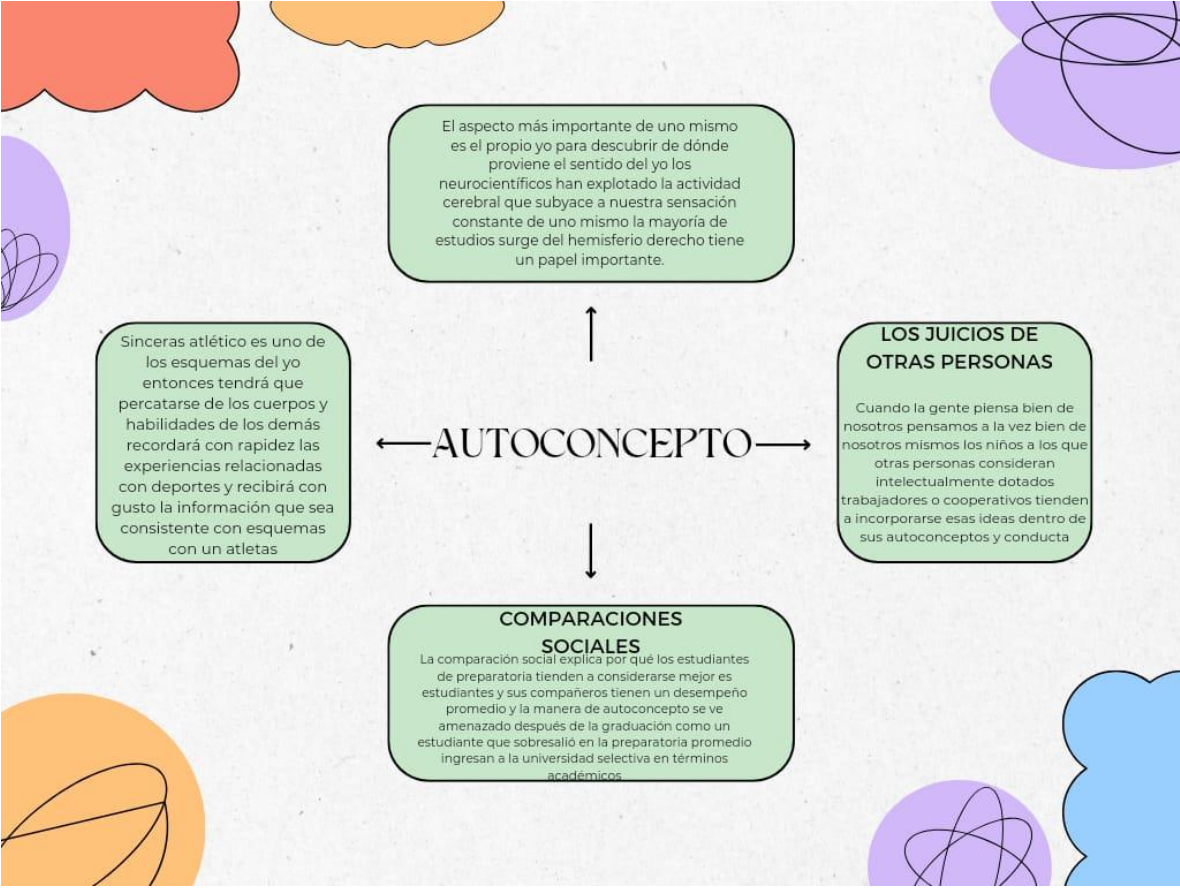 El aspecto más importante de uno mismo
es el propio yo para descubrir de dónde
proviene el sentido del yo los
neurocientíficos han explotado la actividad
cerebral que subyace a nuestra sensación
constante de uno mismo la mayoría de
estudios surge del hemisferio derecho tiene
un papel importante.
Sinceras atlético es uno de
los esquemas del yo
entonces tendrá que
percatarse de los cuerpos y
habilidades de los demás
recordará con rapidez las
experiencias relacionadas
con deportes y recibirá con
gusto la información que sea
consistente con esquemas
con un atletas
AUTOCONCEPTO
LOS JUICIOS DE
OTRAS PERSONAS
Cuando la gente piensa bien de
nosotros pensamos a la vez bien de
nosotros mismos los niños a los que
otras personas consideran
intelectualmente dotados
trabajadores o cooperativos tienden
a incorporarse esas ideas dentro de
sus autoconceptos y conducta
COMPARACIONES
SOCIALES
La comparación social explica por qué los estudiantes
de preparatoria tienden a considerarse mejor es
estudiantes y sus compañeros tienen un desempeño
promedio y la manera de autoconcepto se ve
amenazado después de la graduación como un
estudiante que sobresalió en la preparatoria promedio
ingresan a la universidad selectiva en términos
académicos